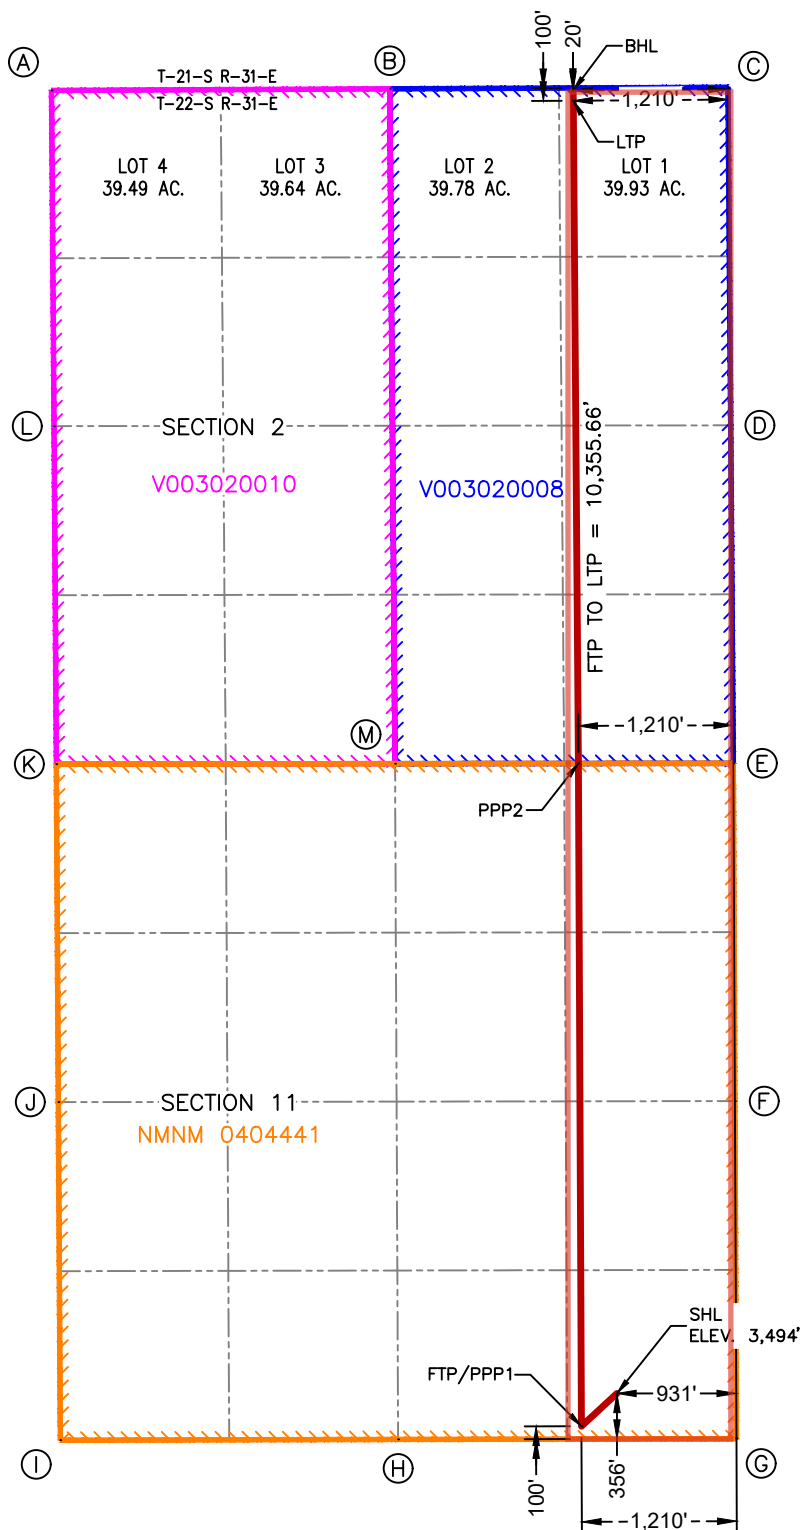 100'
20'
BHL
A
B
C
T-21-S R-31-E
T-22-S R-31-E
1,210'
LTP
LOT 4
39.49 AC.
LOT 3
39.64 AC.
LOT 2
39.78 AC.
LOT 1
39.93 AC.
L
SECTION 2
D
V003020010
V003020008
FTP TO LTP = 10,355.66'
M
1,210'
K
E
PPP2
J
SECTION 11
F
NMNM 0404441
SHL
ELEV. 3,494'
FTP/PPP1
931'
I
H
G
100'
356'
1,210'